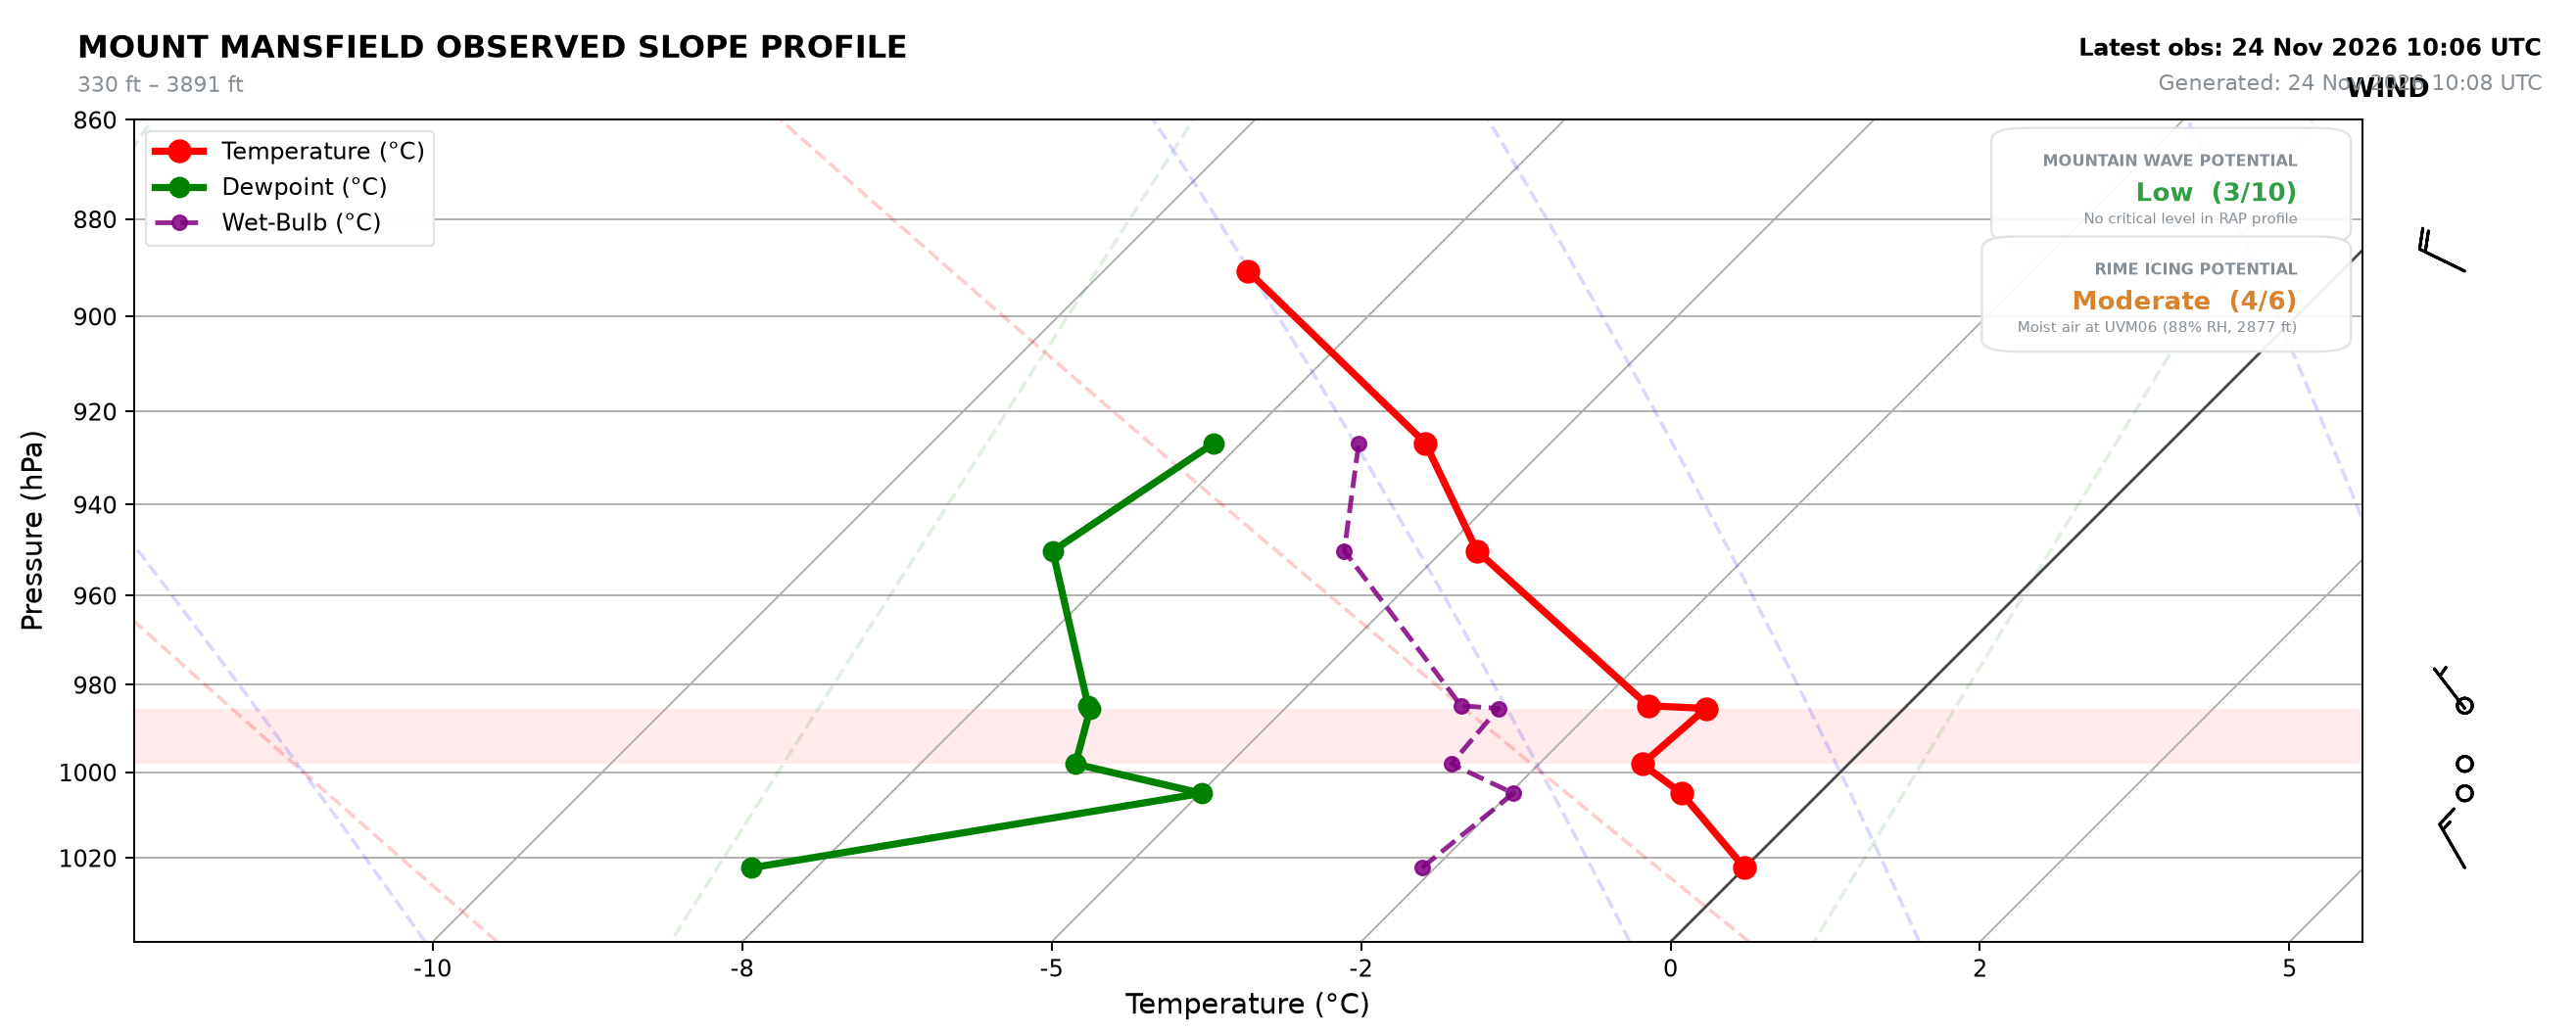 MOUNT MANSFIELD OBSERVED SLOPE PROFILE
330 ft – 3891 ft
Latest obs: 24 Nov 2026 10:06 UTC
Generated: 24 Nov 2026 10:08 UTC
WIND
Temperature (°C)
Dewpoint (°C)
Wet-Bulb (°C)
MOUNTAIN WAVE POTENTIAL
Low (3/10)
No critical level in RAP profile
RIME ICING POTENTIAL
Moderate (4/6)
Moist air at UVM06 (88% RH, 2877 ft)
Pressure (hPa)
860
880
900
920
940
960
980
1000
1020
-10 -8 -5 -2 0 2 5
Temperature (°C)